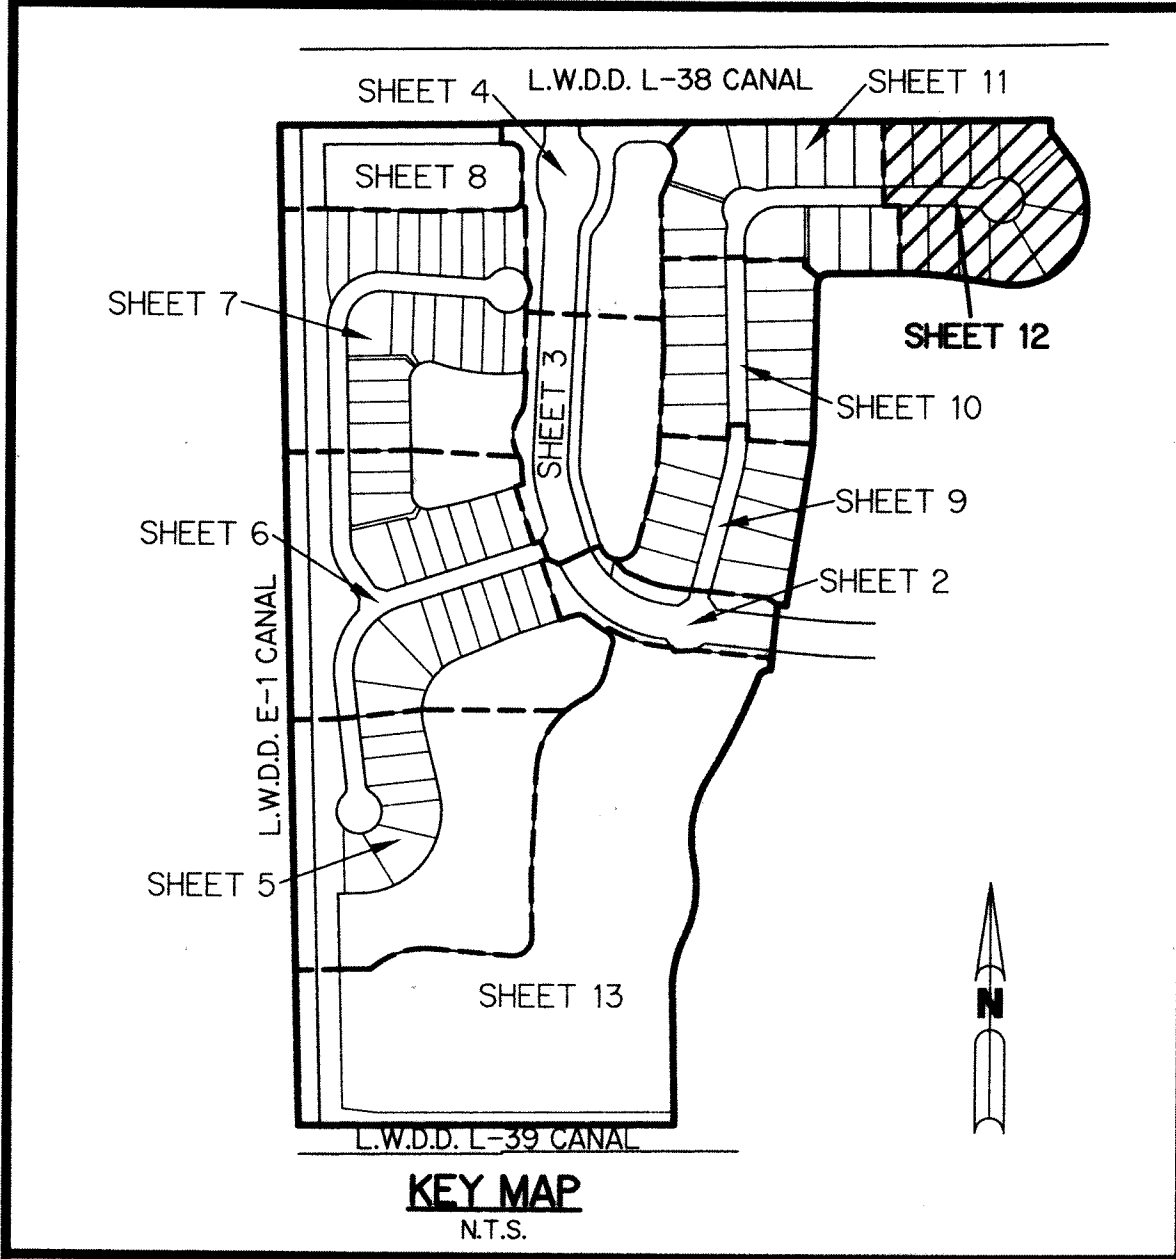 L.W.D.D. L-38 CANAL
SHEET 4
SHEET 11
SHEET 8
SHEET 7
SHEET 12
SHEET 3
SHEET 10
SHEET 9
SHEET 6
SHEET 2
L.W.D.D. E-1 CANAL
SHEET 5
SHEET 13
N
L.W.D.D. L-39 CANAL
KEY MAP
N.T.S.